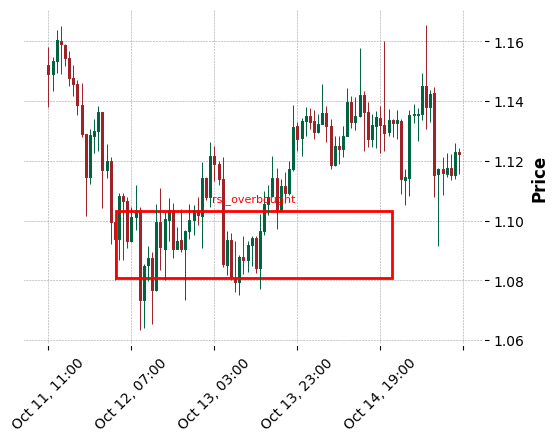 1.16
1.14
1.12
rsi_overbought
1.10
1.08
1.06
Price
Oct 11, 11:00
Oct 12, 07:00
Oct 13, 03:00
Oct 13, 23:00
Oct 14, 19:00